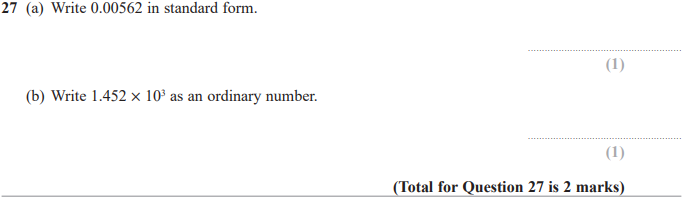 27 (a) Write 0.00562 in standard form.
(1)
(b) Write 1.452 × 10³ as an ordinary number.
(1)
(Total for Question 27 is 2 marks)